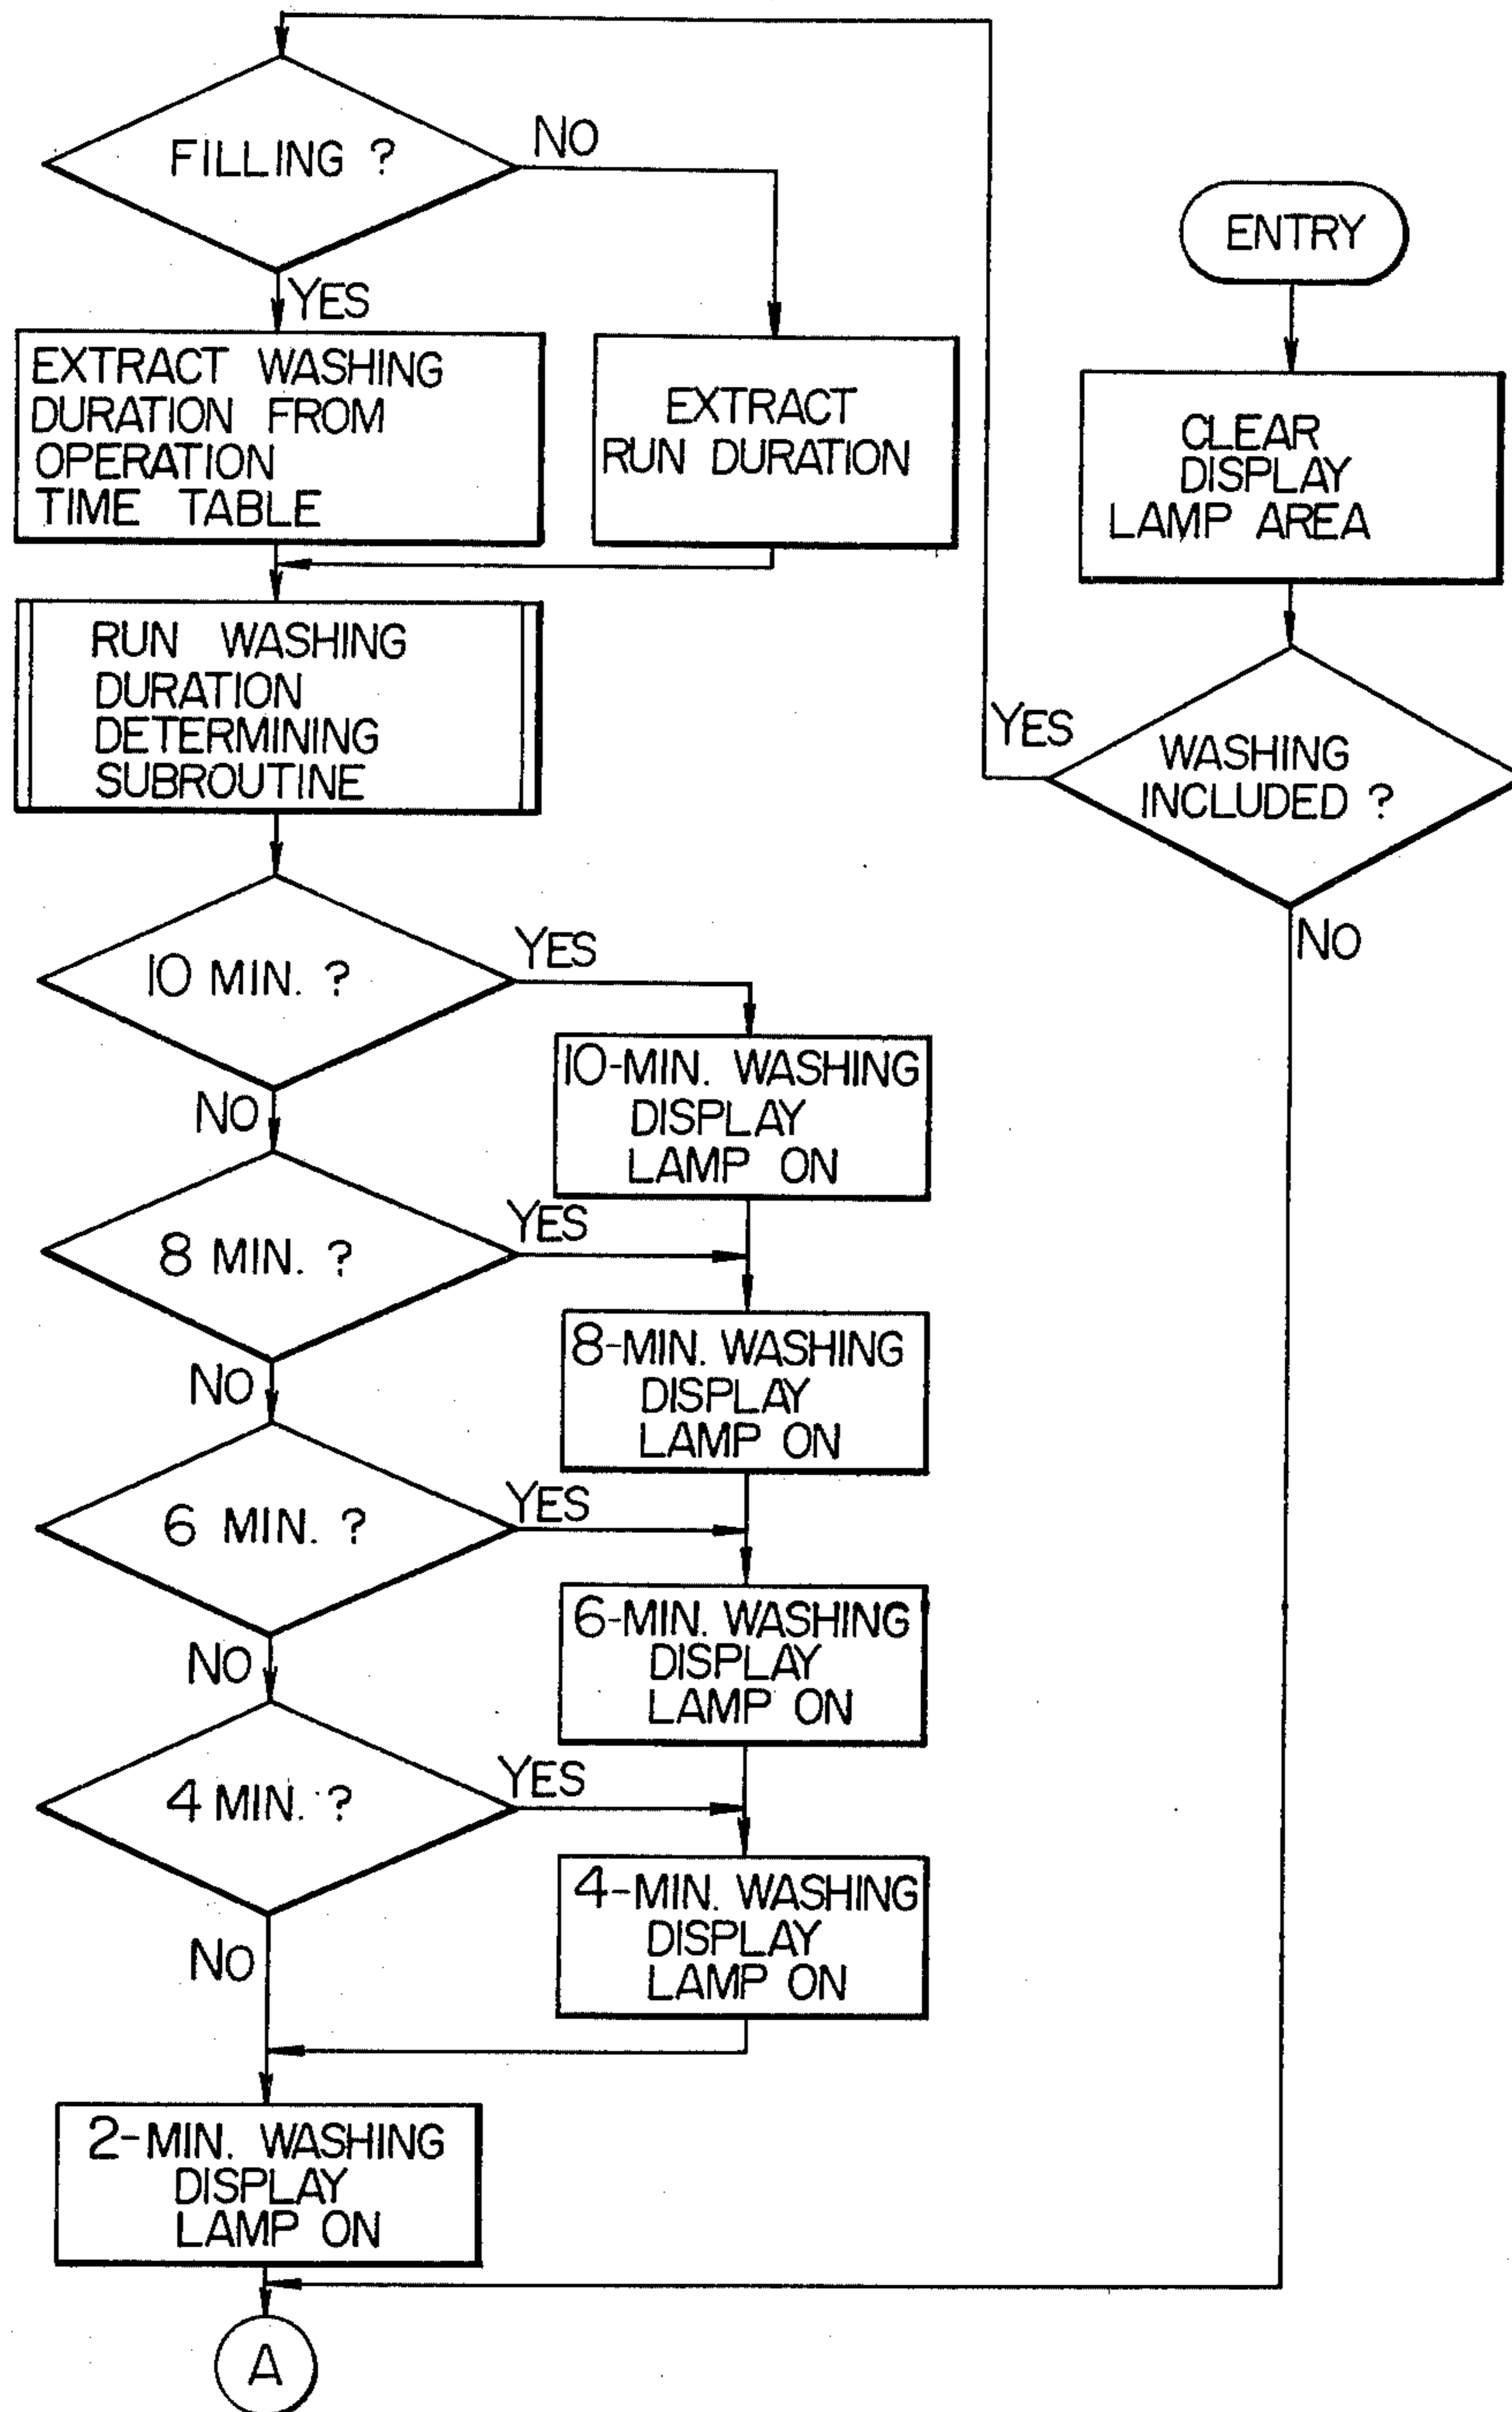 ENTRY
CLEAR
DISPLAY
LAMP AREA
WASHING
INCLUDED ?
YES
NO
FILLING ?
NO
YES
EXTRACT WASHING
DURATION FROM
OPERATION
TIME TABLE
EXTRACT
RUN DURATION
RUN WASHING
DURATION
DETERMINING
SUBROUTINE
10 MIN. ?
YES
NO
10-MIN. WASHING
DISPLAY
LAMP ON
8 MIN. ?
YES
NO
8-MIN. WASHING
DISPLAY
LAMP ON
6 MIN. ?
YES
NO
6-MIN. WASHING
DISPLAY
LAMP ON
4 MIN. ?
YES
NO
4-MIN. WASHING
DISPLAY
LAMP ON
2-MIN. WASHING
DISPLAY
LAMP ON
A